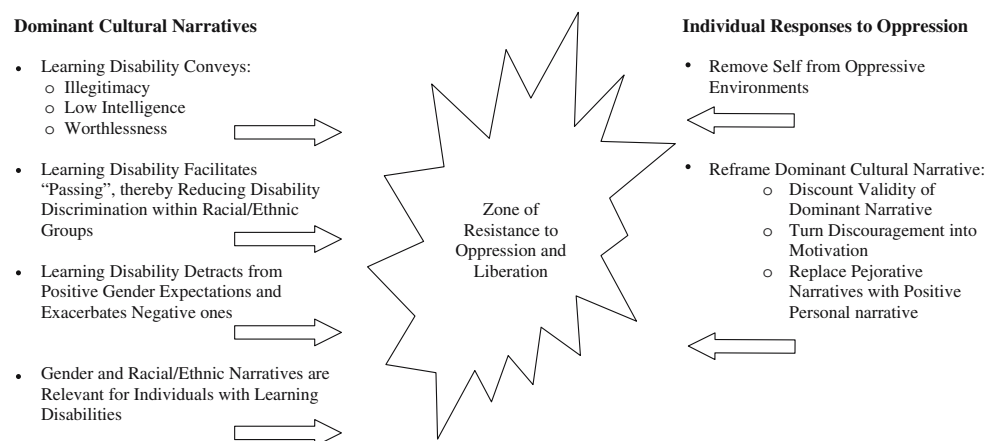 Dominant Cultural Narratives
• Learning Disability Conveys:
o Illegitimacy
o Low Intelligence
o Worthlessness
• Learning Disability Facilitates
“Passing”, thereby Reducing Disability
Discrimination within Racial/Ethnic
Groups
• Learning Disability Detracts from
Positive Gender Expectations and
Exacerbates Negative ones
• Gender and Racial/Ethnic Narratives are
Relevant for Individuals with Learning
Disabilities
Zone of
Resistance to
Oppression and
Liberation
Individual Responses to Oppression
• Remove Self from Oppressive
Environments
• Reframe Dominant Cultural Narrative:
o Discount Validity of
Dominant Narrative
o Turn Discouragement into
Motivation
o Replace Pejorative
Narratives with Positive
Personal narrative